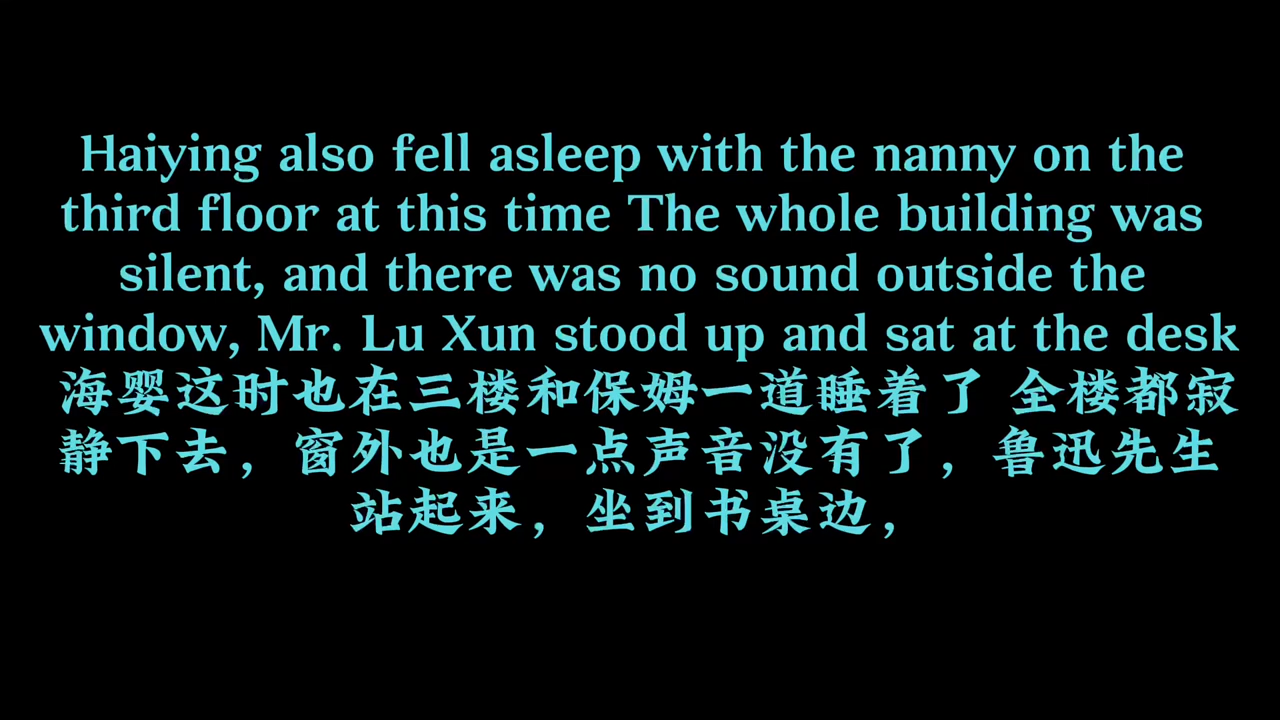 Haiying also fell asleep with the nanny on the
third floor at this time The whole building was
silent, and there was no sound outside the
window, Mr. Lu Xun stood up and sat at the desk
海婴这时也在三楼和保姆一道睡着了 全楼都寂
静下去，窗外也是一点声音没有了，鲁迅先生
站起来，坐到书桌边，